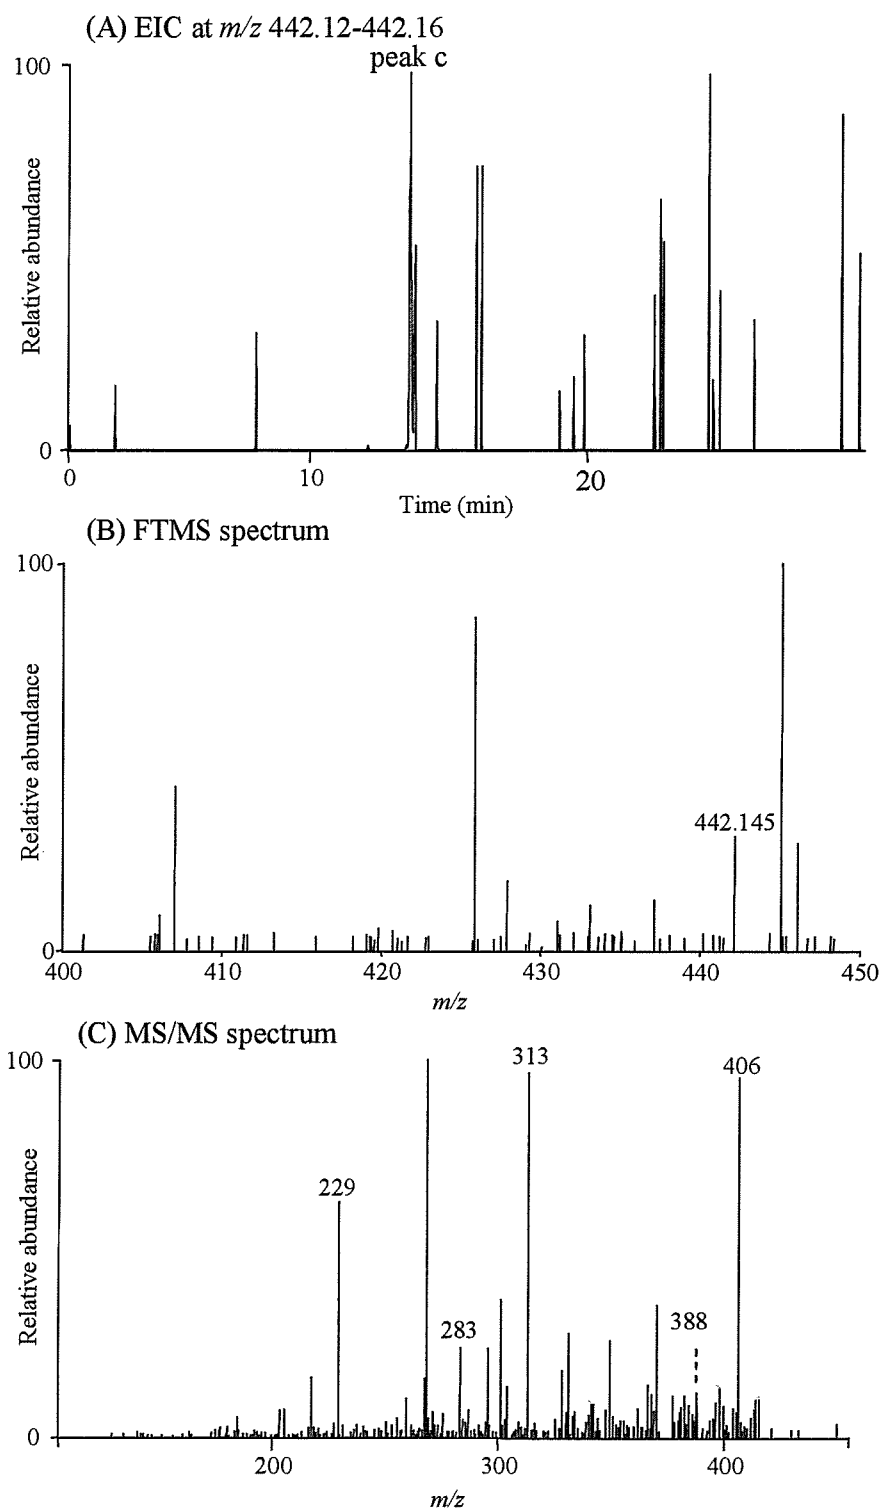 (A) EIC at m/z 442.12-442.16
peak c
100
Relative abundance
0
0 10 20
Time (min)
(B) FTMS spectrum
100
Relative abundance
442.145
0
400 410 420 430 440 450
m/z
(C) MS/MS spectrum
100
313
406
Relative abundance
229
283
388
0
200 300 400
m/z